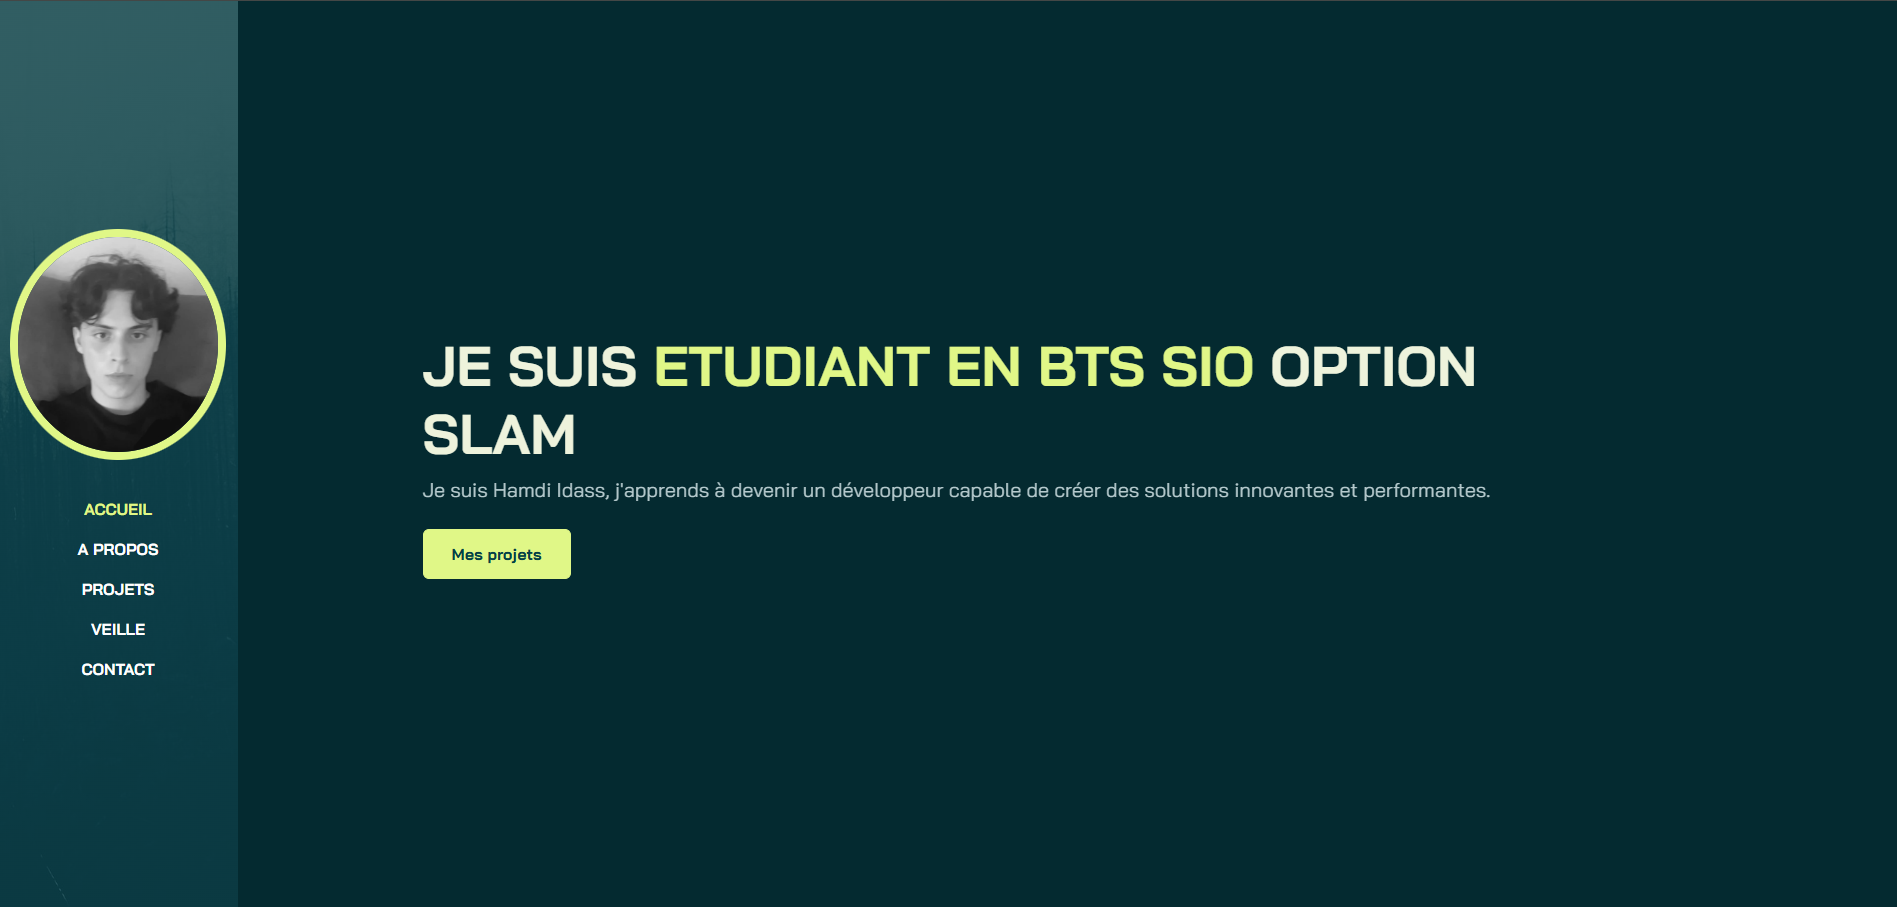 ACCUEIL
A PROPOS
PROJETS
VEILLE
CONTACT
JE SUIS ETUDIANT EN BTS SIO OPTION
SLAM
Je suis Hamdi Idass, j'apprends à devenir un développeur capable de créer des solutions innovantes et performantes.
Mes projets